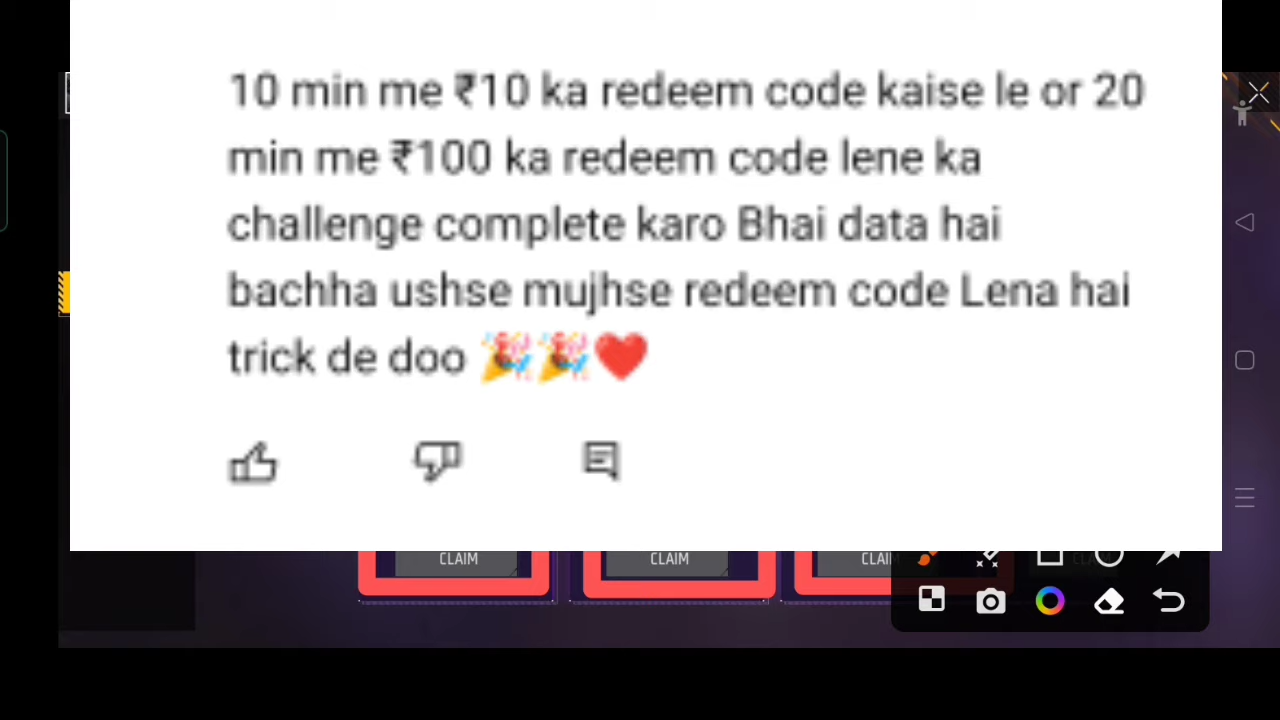 10 min me ₹10 ka redeem code kaise le or 20
min me ₹100 ka redeem code lene ka
challenge complete karo Bhai data hai
bachha ushse mujhse redeem code Lena hai
trick de doo 🎉🎉❤️
CLAIM CLAIM CLAIM